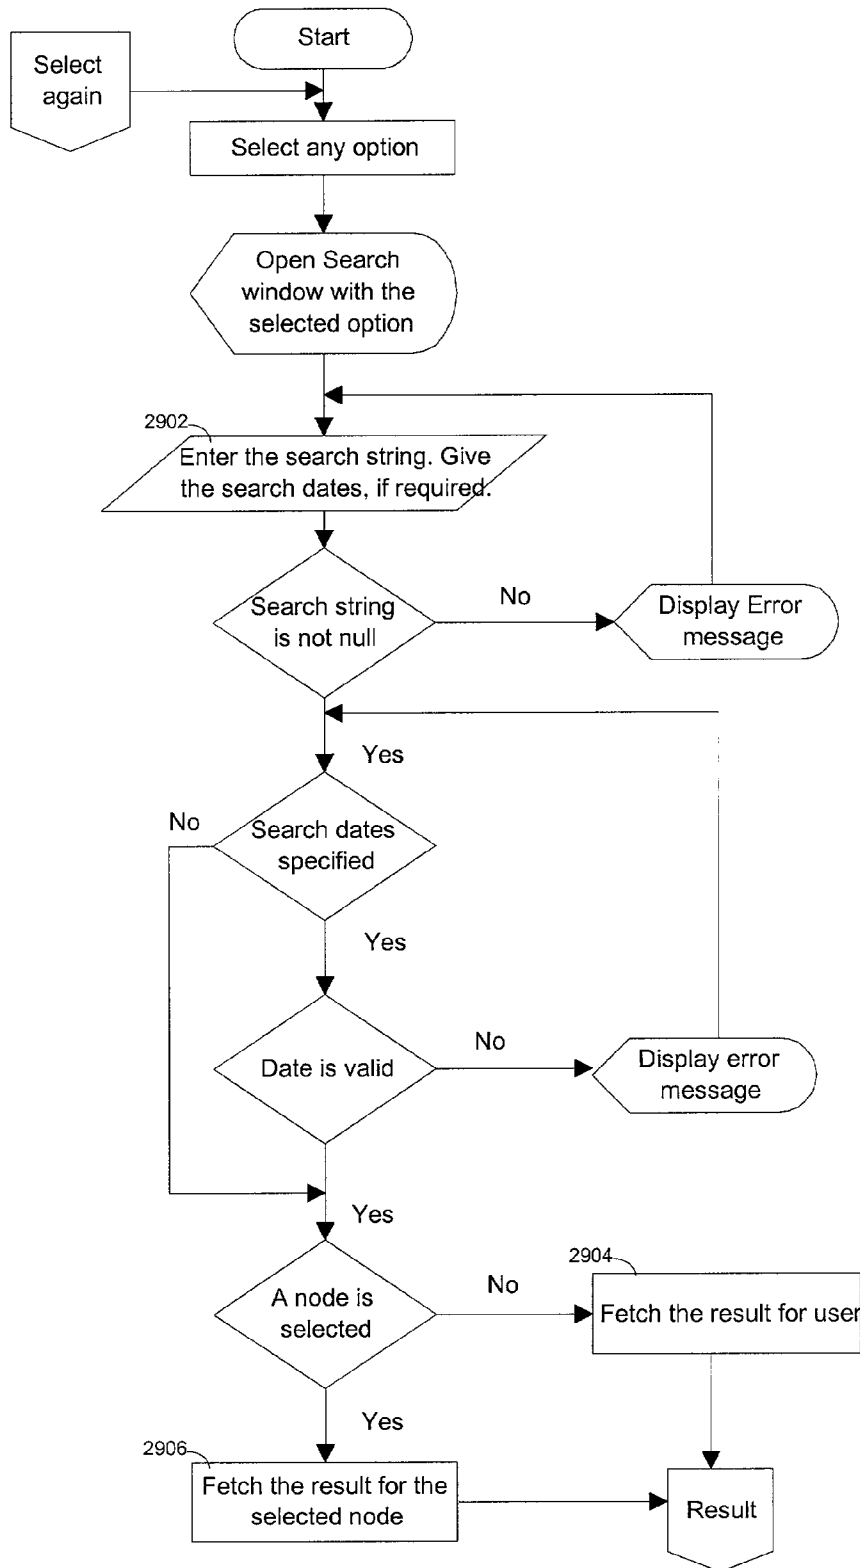 Start
Select
again
Select any option
Open Search
window with the
selected option
2902
Enter the search string. Give
the search dates, if required.
Search string
is not null
No
Display Error
message
Yes
No
Search dates
specified
Yes
Date is valid
No
Display error
message
Yes
A node is
selected
No
2904
Fetch the result for user
Yes
2906
Fetch the result for the
selected node
Result